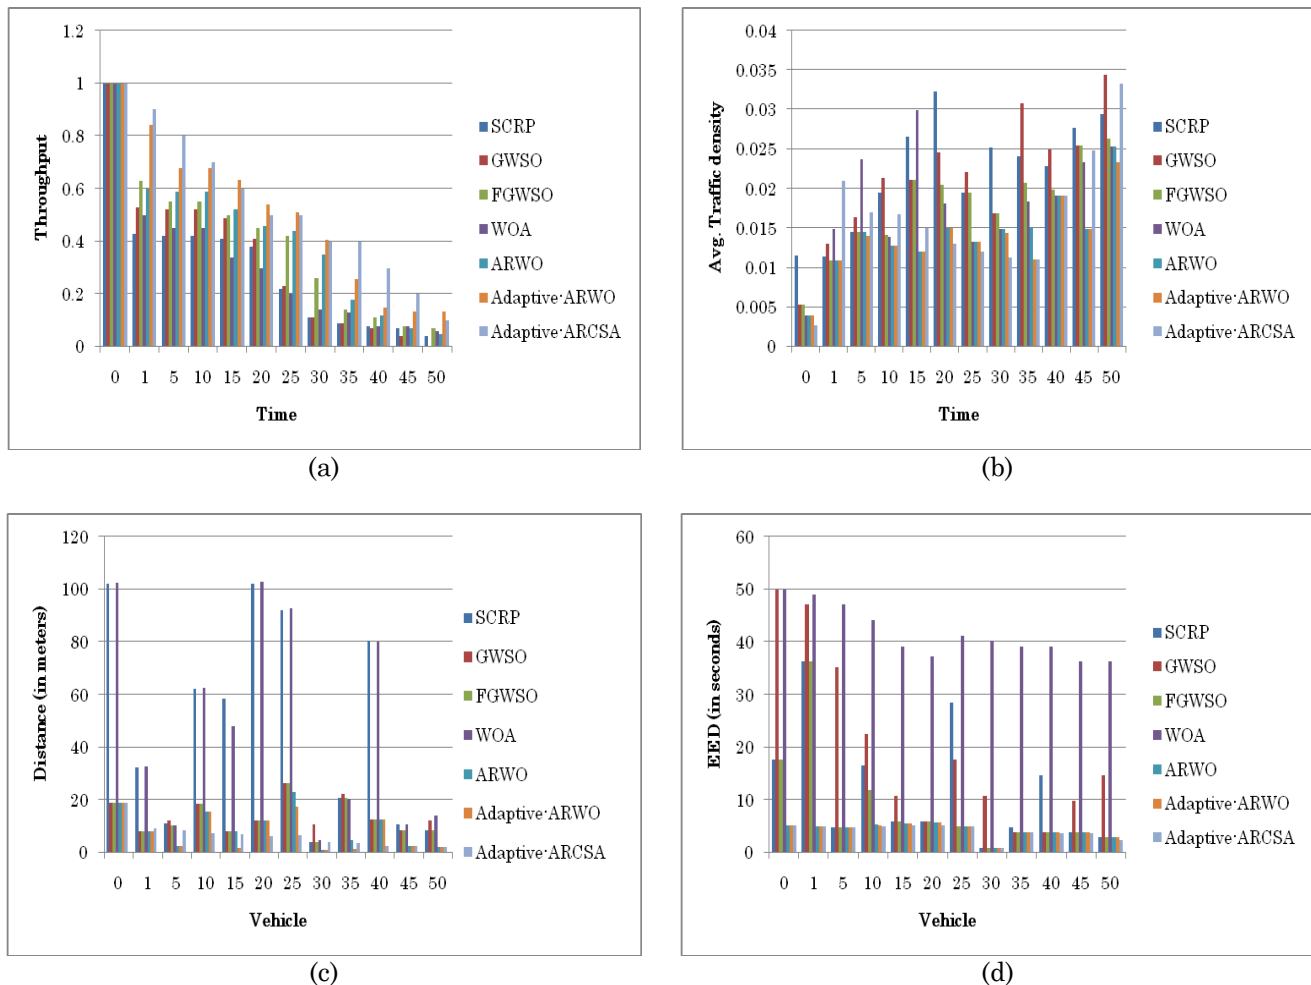 1.2
1
0.8
0.6
0.4
0.2
0
Throughput
0 1 5 10 15 20 25 30 35 40 45 50
Time
SCRP
GWSO
FGWSO
WOA
ARWO
Adaptive·ARWO
Adaptive·ARCSA
(a)
0.04
0.035
0.03
0.025
0.02
0.015
0.01
0.005
0
Avg. Traffic density
0 1 5 10 15 20 25 30 35 40 45 50
Time
SCRP
GWSO
FGWSO
WOA
ARWO
Adaptive·ARWO
Adaptive·ARCSA
(b)
120
100
80
60
40
20
0
Distance (in meters)
0 1 5 10 15 20 25 30 35 40 45 50
Vehicle
SCRP
GWSO
FGWSO
WOA
ARWO
Adaptive·ARWO
Adaptive·ARCSA
(c)
60
50
40
30
20
10
0
EED (in seconds)
0 1 5 10 15 20 25 30 35 40 45 50
Vehicle
SCRP
GWSO
FGWSO
WOA
ARWO
Adaptive·ARWO
Adaptive·ARCSA
(d)